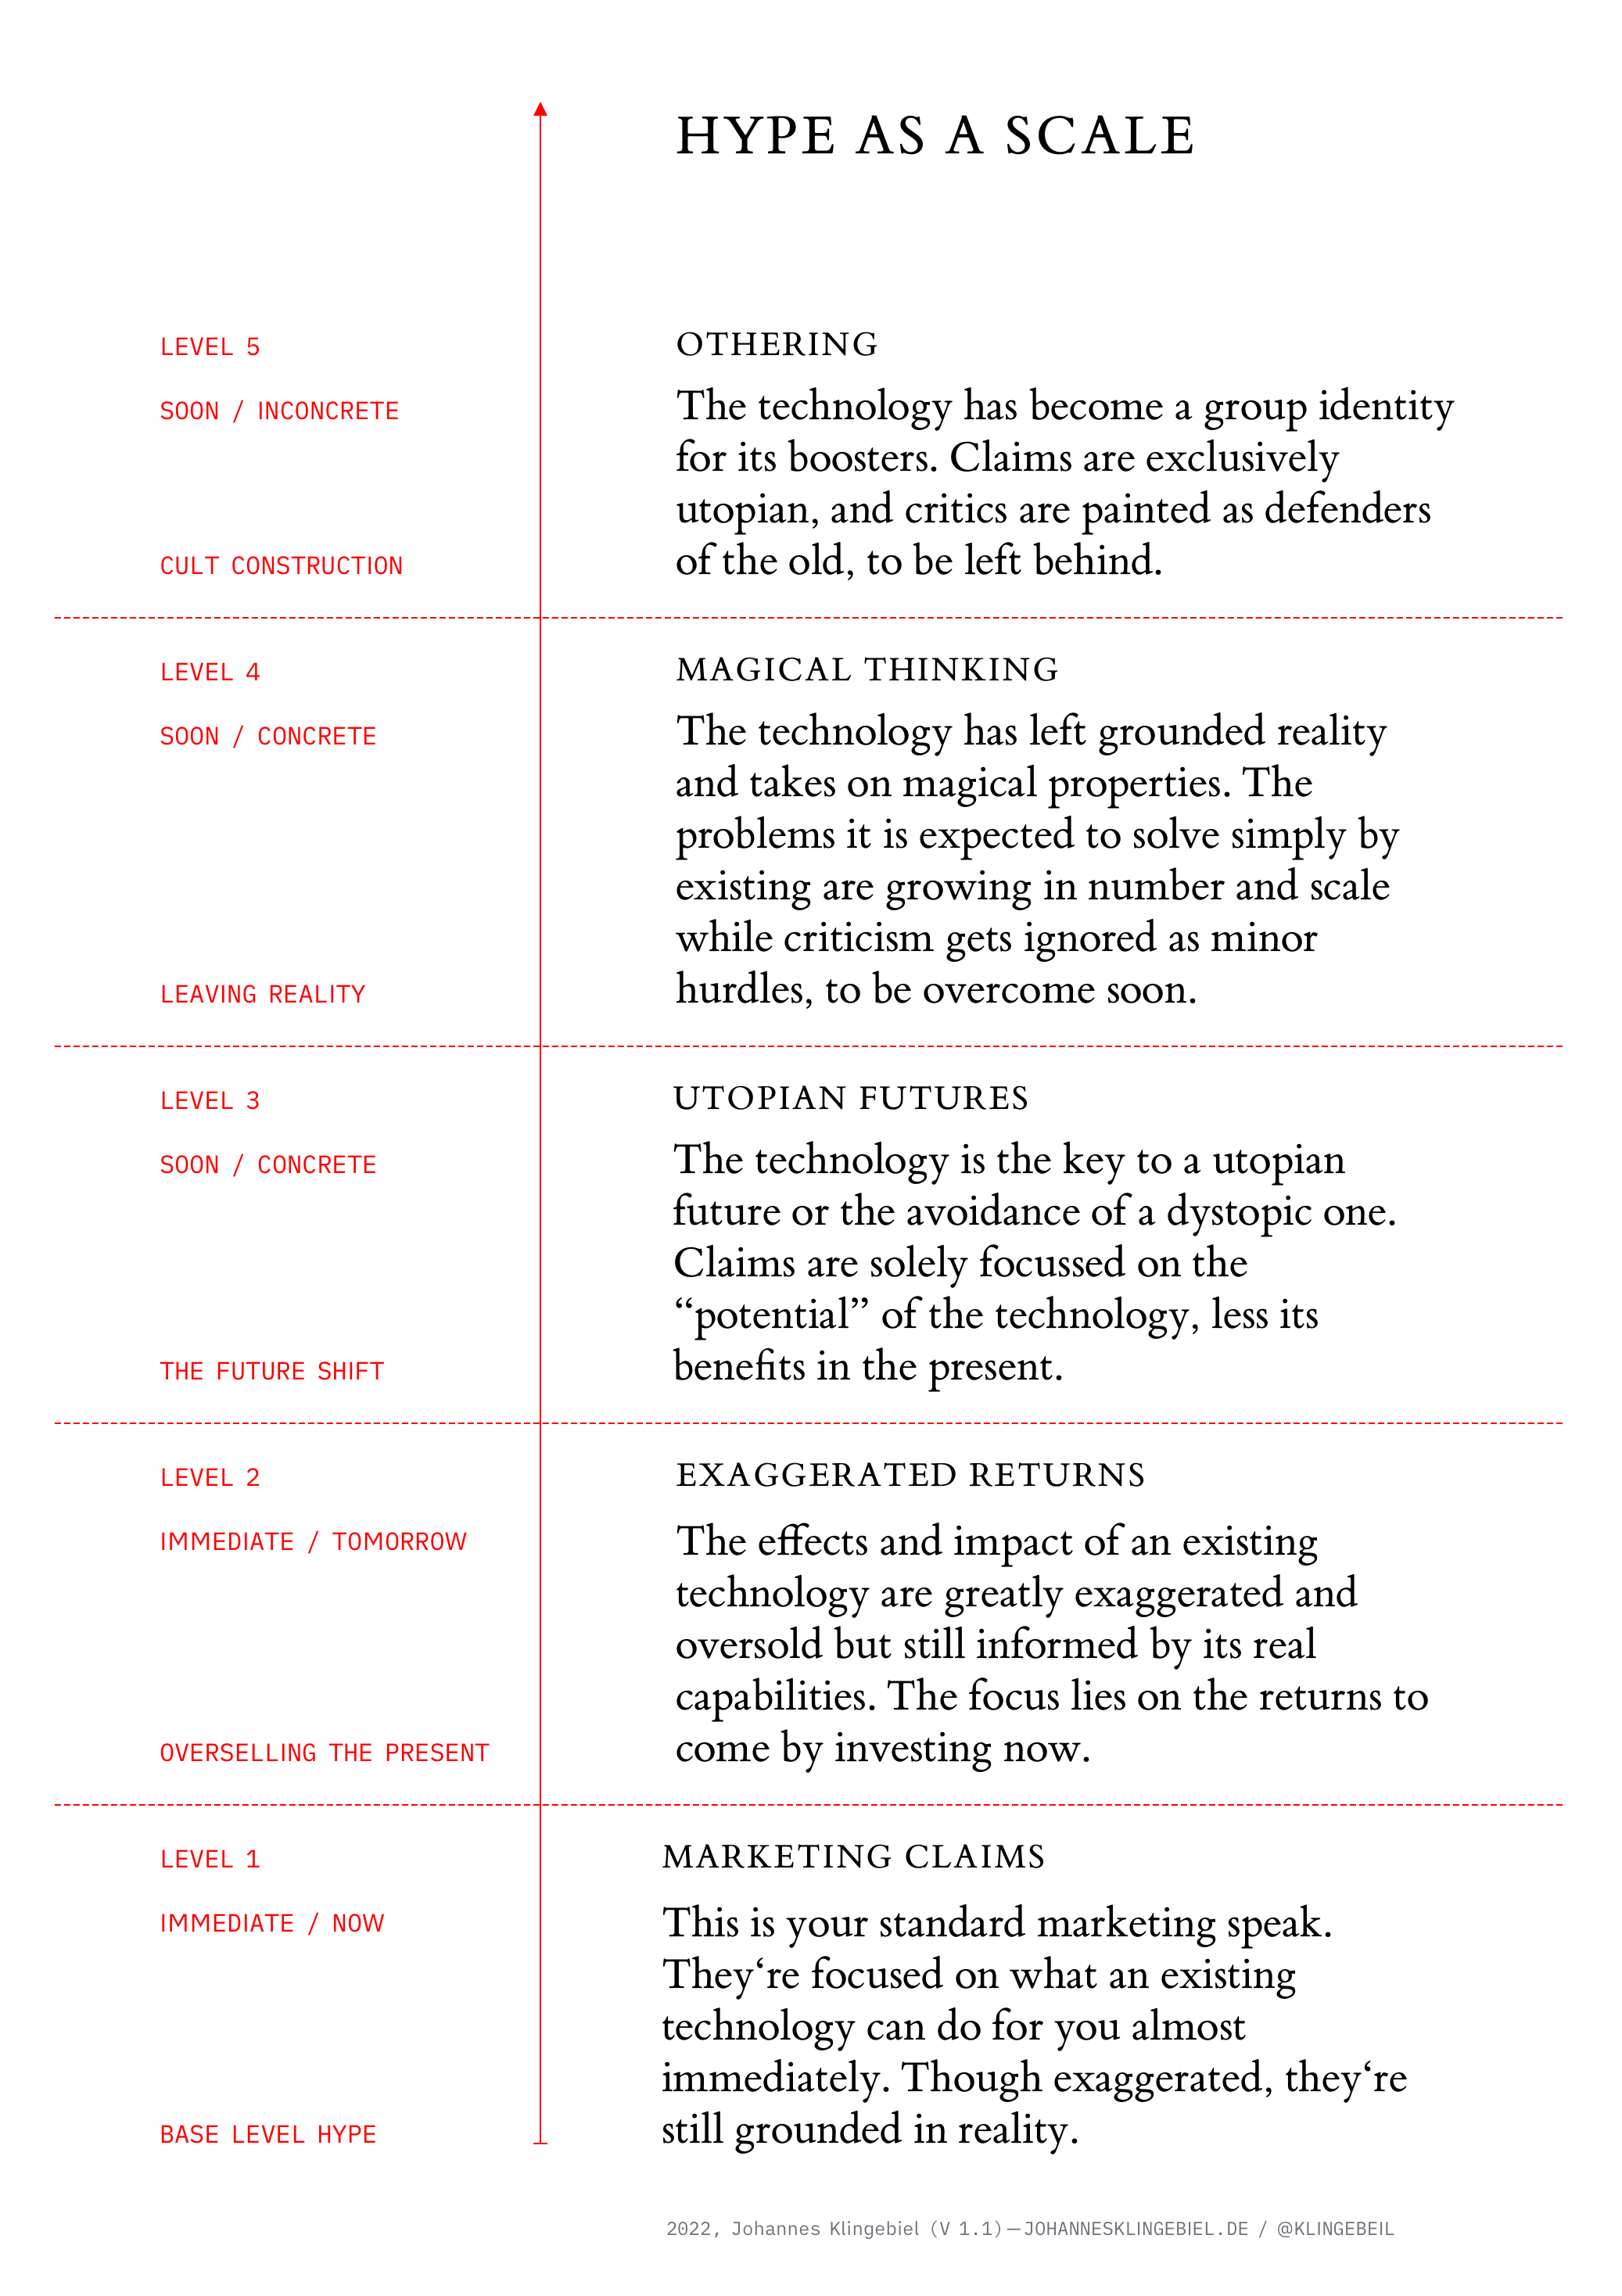 HYPE AS A SCALE
LEVEL 5
OTHERING
SOON / INCONCRETE
The technology has become a group identity
for its boosters. Claims are exclusively
utopian, and critics are painted as defenders
of the old, to be left behind.
CULT CONSTRUCTION
LEVEL 4
MAGICAL THINKING
SOON / CONCRETE
The technology has left grounded reality
and takes on magical properties. The
problems it is expected to solve simply by
existing are growing in number and scale
while criticism gets ignored as minor
hurdles, to be overcome soon.
LEAVING REALITY
LEVEL 3
UTOPIAN FUTURES
SOON / CONCRETE
The technology is the key to a utopian
future or the avoidance of a dystopic one.
Claims are solely focussed on the
“potential” of the technology, less its
benefits in the present.
THE FUTURE SHIFT
LEVEL 2
EXAGGERATED RETURNS
IMMEDIATE / TOMORROW
The effects and impact of an existing
technology are greatly exaggerated and
oversold but still informed by its real
capabilities. The focus lies on the returns to
come by investing now.
OVERSELLING THE PRESENT
LEVEL 1
MARKETING CLAIMS
IMMEDIATE / NOW
This is your standard marketing speak.
They‘re focused on what an existing
technology can do for you almost
immediately. Though exaggerated, they‘re
still grounded in reality.
BASE LEVEL HYPE
2022, Johannes Klingebiel (V 1.1)—JOHANNESKLINGEBIEL.DE / @KLINGEBEIL